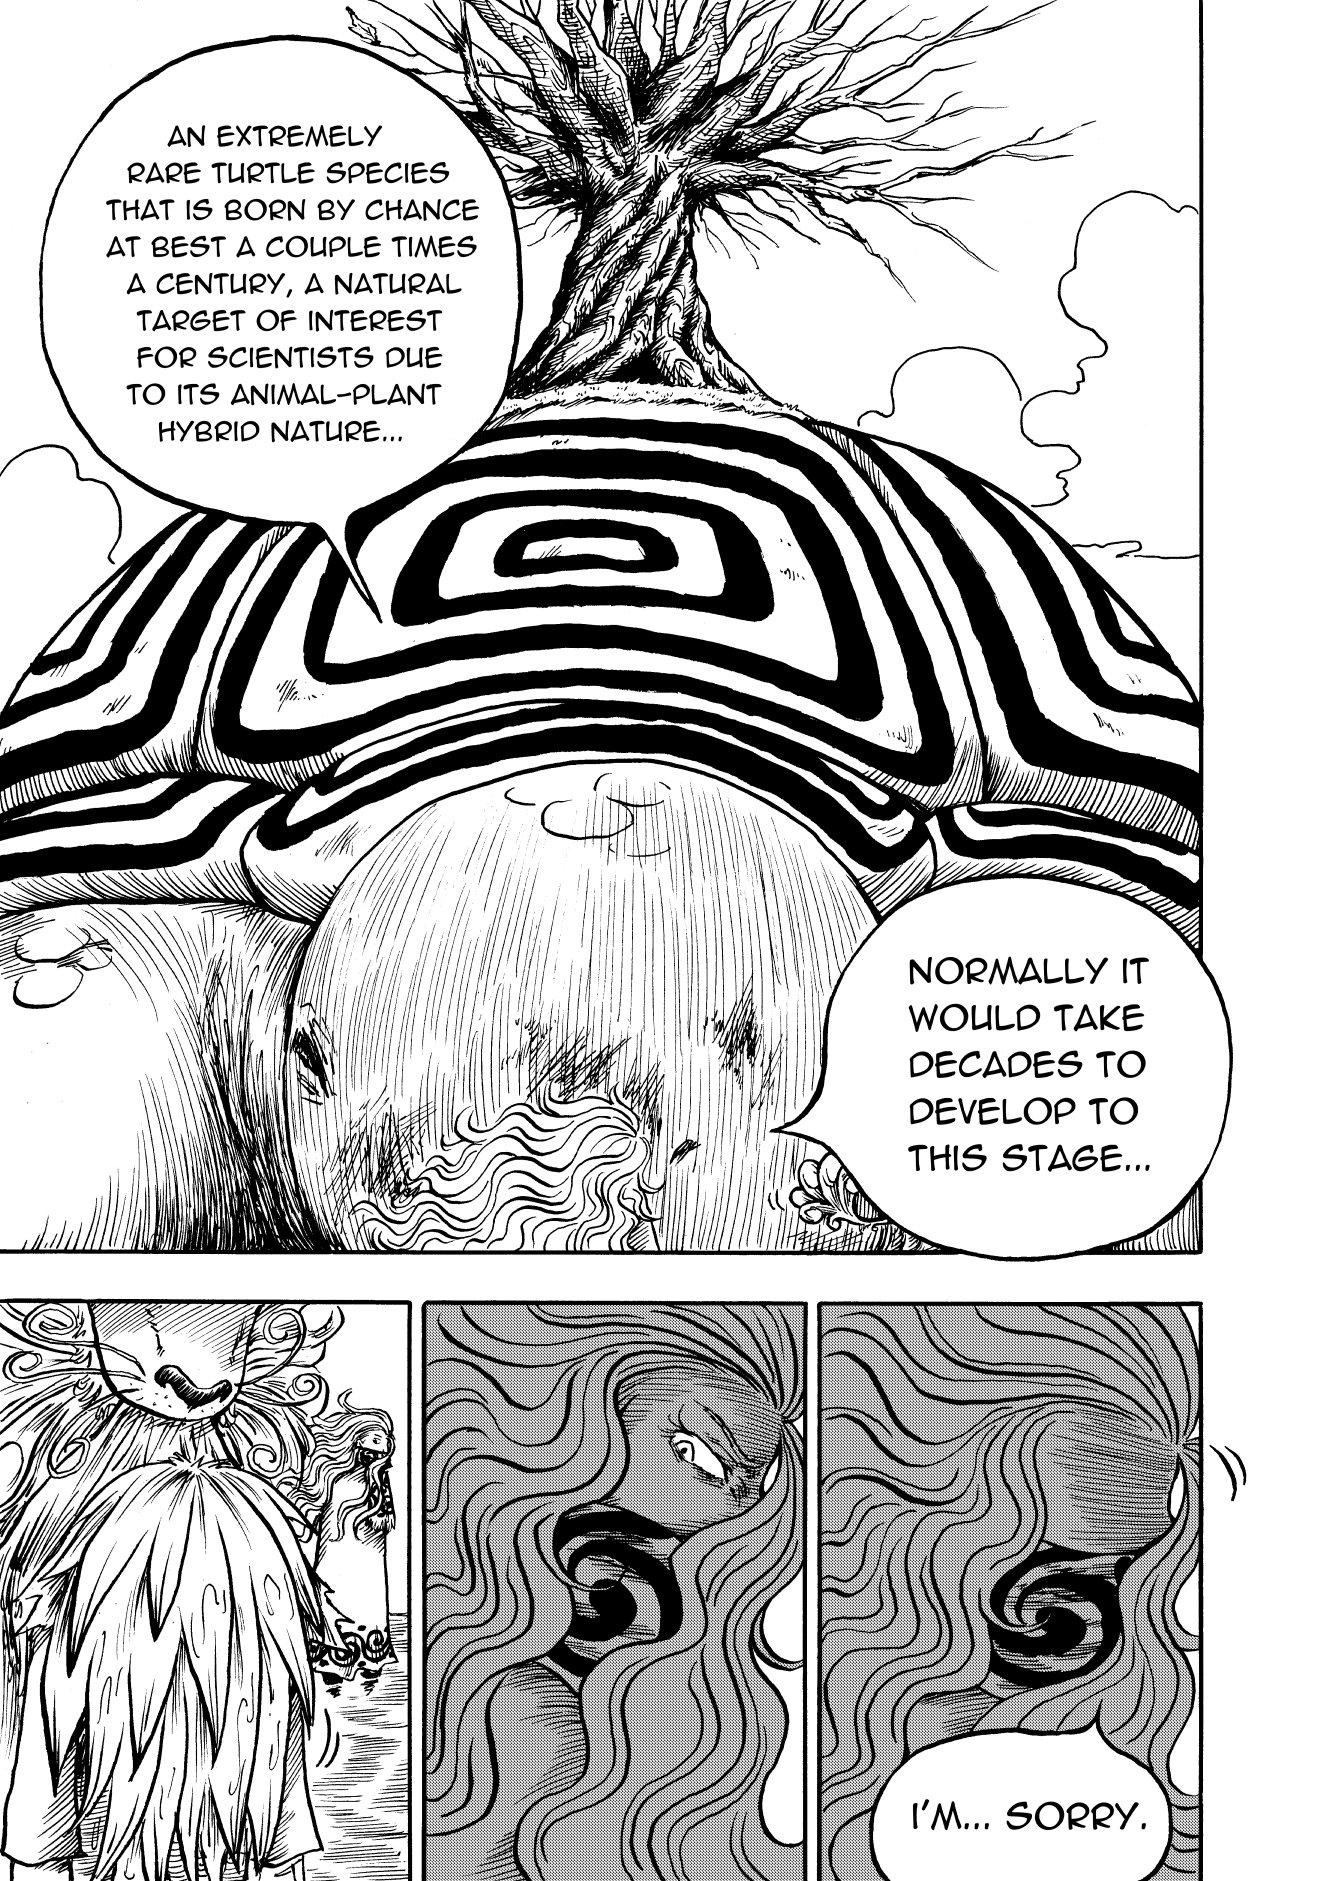 AN EXTREMELY
RARE TURTLE SPECIES
THAT IS BORN BY CHANCE
AT BEST A COUPLE TIMES
A CENTURY, A NATURAL
TARGET OF INTEREST
FOR SCIENTISTS DUE
TO ITS ANIMAL-PLANT
HYBRID NATURE...
NORMALLY IT
WOULD TAKE
DECADES TO
DEVELOP TO
THIS STAGE...
I'M... SORRY.